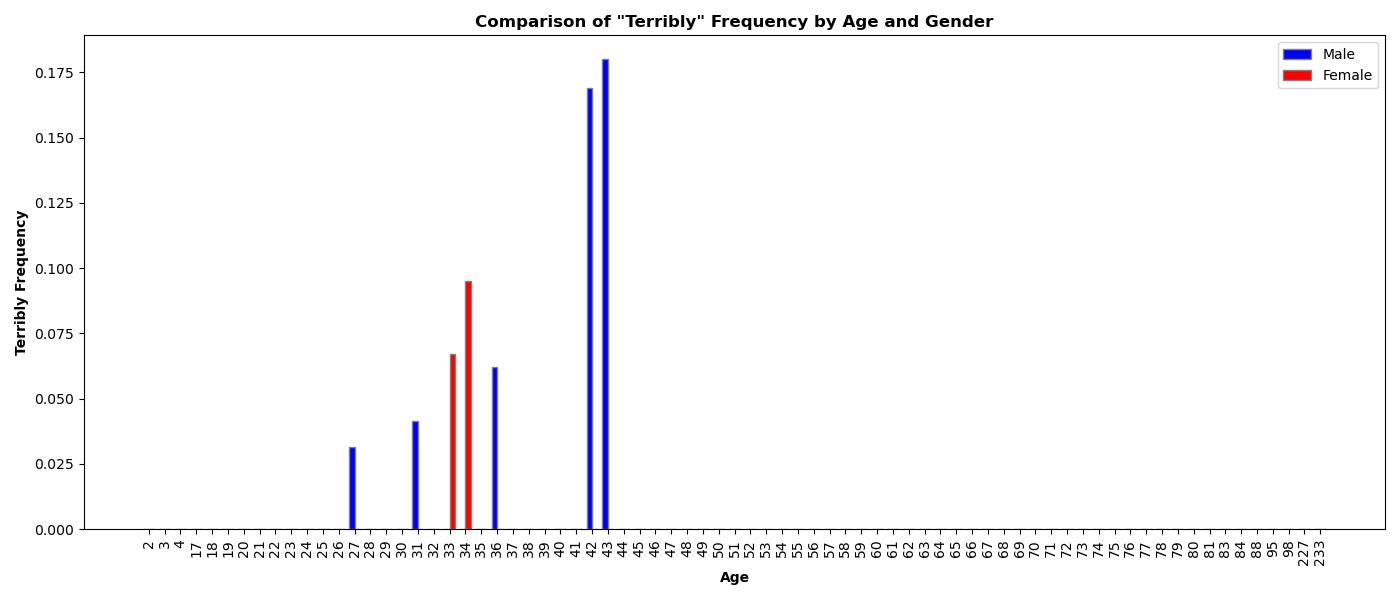 Comparison of "Terribly" Frequency by Age and Gender
Male
Female
Terribly Frequency
0.175
0.150
0.125
0.100
0.075
0.050
0.025
0.000
2 3 4 17 18 19 20 21 22 23 24 25 26 27 28 29 30 31 32 33 34 35 36 37 38 39 40 41 42 43 44 45 46 47 48 49 50 51 52 53 54 55 56 57 58 59 60 61 62 63 64 65 66 67 68 69 70 71 72 73 74 75 76 77 78 79 80 81 83 84 88 95 98 227 233
Age